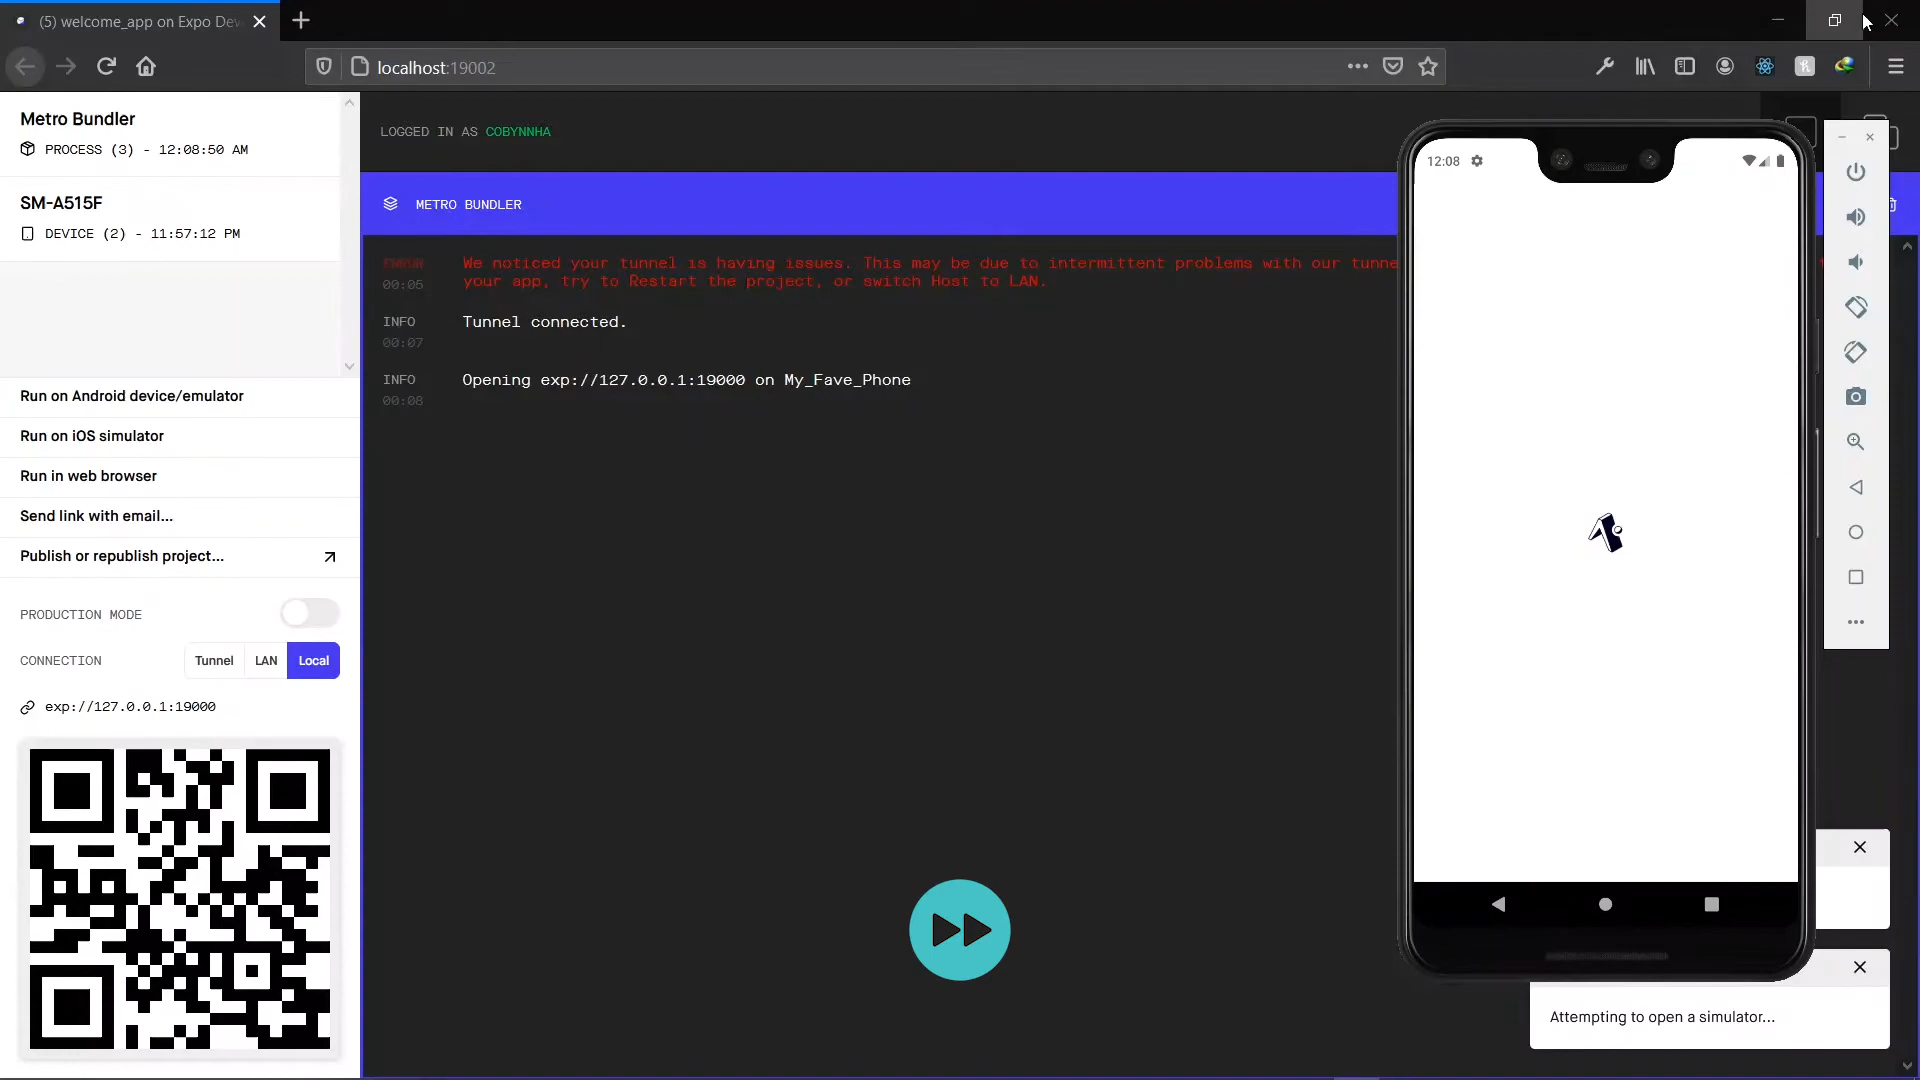 (5) welcome_app on Expo Dev
localhost:19002
Metro Bundler
PROCESS (3) - 12:08:50 AM
SM-A515F
DEVICE (2) - 11:57:12 PM
Run on Android device/emulator
Run on iOS simulator
Run in web browser
Send link with email...
Publish or republish project...
PRODUCTION MODE
CONNECTION
Tunnel LAN Local
exp://127.0.0.1:19000
LOGGED IN AS COBYNNHA
METRO BUNDLER
We noticed your tunnel is having issues. This may be due to intermittent problems with our tunne
00:05 your app, try to Restart the project, or switch Host to LAN.
INFO Tunnel connected.
00:07
INFO Opening exp://127.0.0.1:19000 on My_Fave_Phone
00:08
12:08
Attempting to open a simulator...